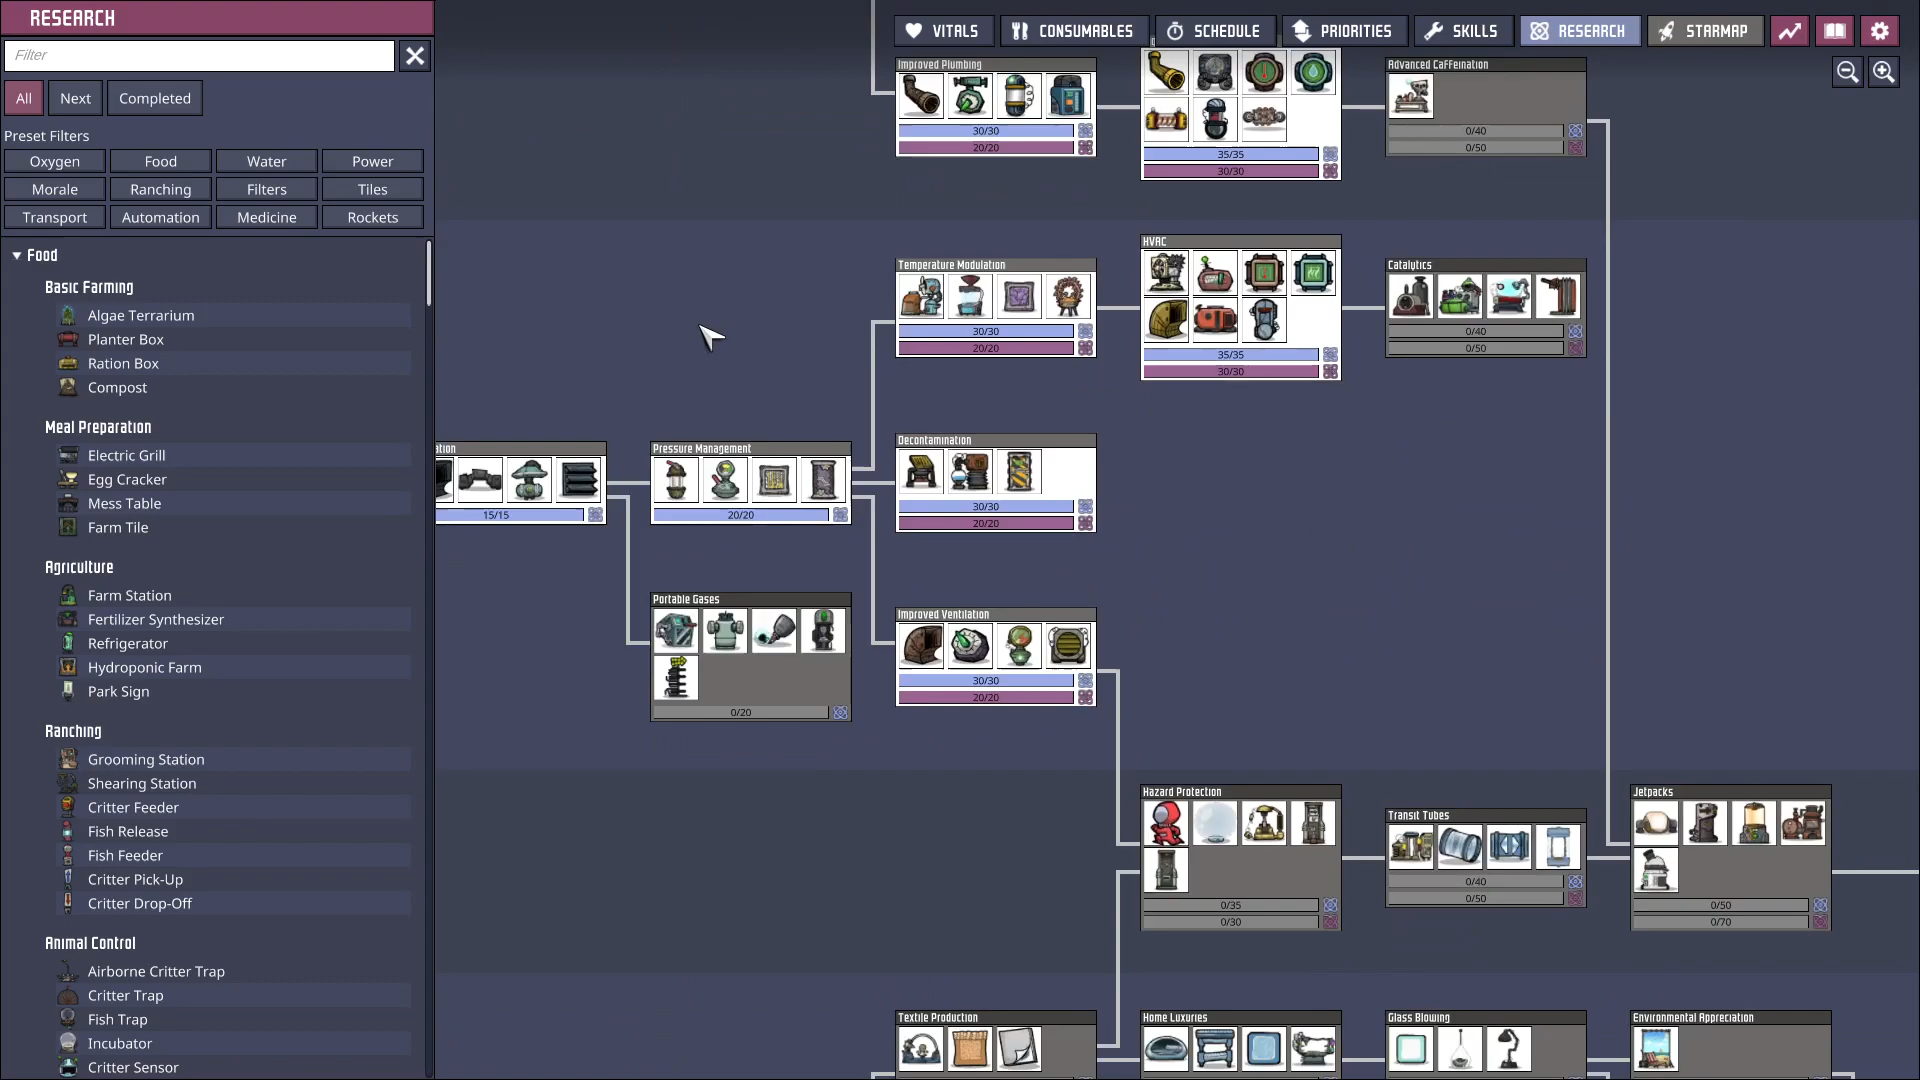 RESEARCH
VITALS
CONSUMABLES
SCHEDULE
PRIORITIES
SKILLS
RESEARCH
STARMAP
Filter
All
Next
Completed
Preset Filters
Oxygen
Food
Water
Power
Morale
Ranching
Filters
Tiles
Transport
Automation
Medicine
Rockets
Food
Basic Farming
Algae Terrarium
Planter Box
Ration Box
Compost
Meal Preparation
Electric Grill
Egg Cracker
Mess Table
Farm Tile
Agriculture
Farm Station
Fertilizer Synthesizer
Refrigerator
Hydroponic Farm
Park Sign
Ranching
Grooming Station
Shearing Station
Critter Feeder
Fish Release
Fish Feeder
Critter Pick-Up
Critter Drop-Off
Animal Control
Airborne Critter Trap
Critter Trap
Fish Trap
Incubator
Critter Sensor
Improved Plumbing
30/30
20/20
35/35
30/30
Advanced Caffeination
0/40
0/50
Temperature Modulation
30/30
20/20
HVAC
35/35
30/30
Catalytics
0/40
0/50
ation
15/15
Pressure Management
20/20
Decontamination
30/30
20/20
Portable Gases
0/20
Improved Ventilation
30/30
20/20
Hazard Protection
0/35
0/30
Transit Tubes
0/40
0/50
Jetpacks
0/50
0/70
Textile Production
Home Luxuries
Glass Blowing
Environmental Appreciation